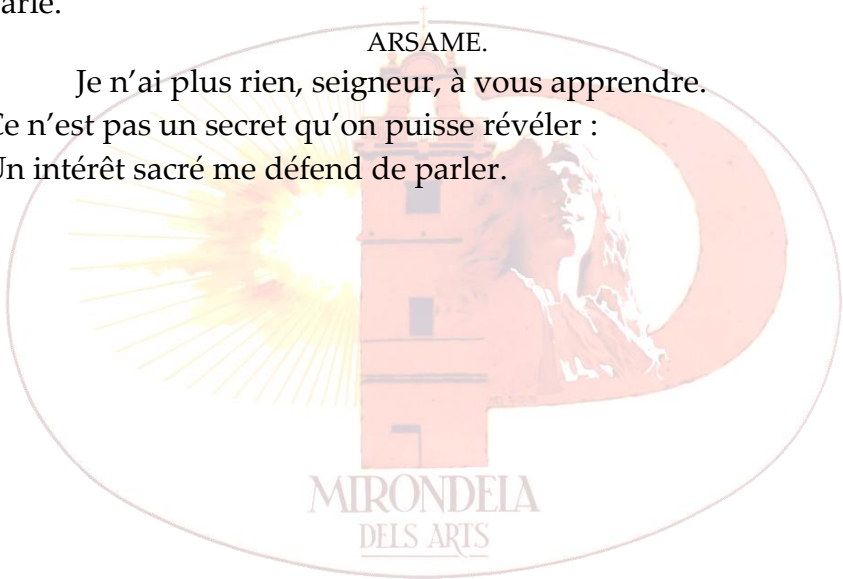 arle.
ARSAME.
Je n’ai plus rien, seigneur, à vous apprendre.
Ce n’est pas un secret qu’on puisse révéler :
Un intérêt sacré me défend de parler.
MIRONDELA
DELS ARTS